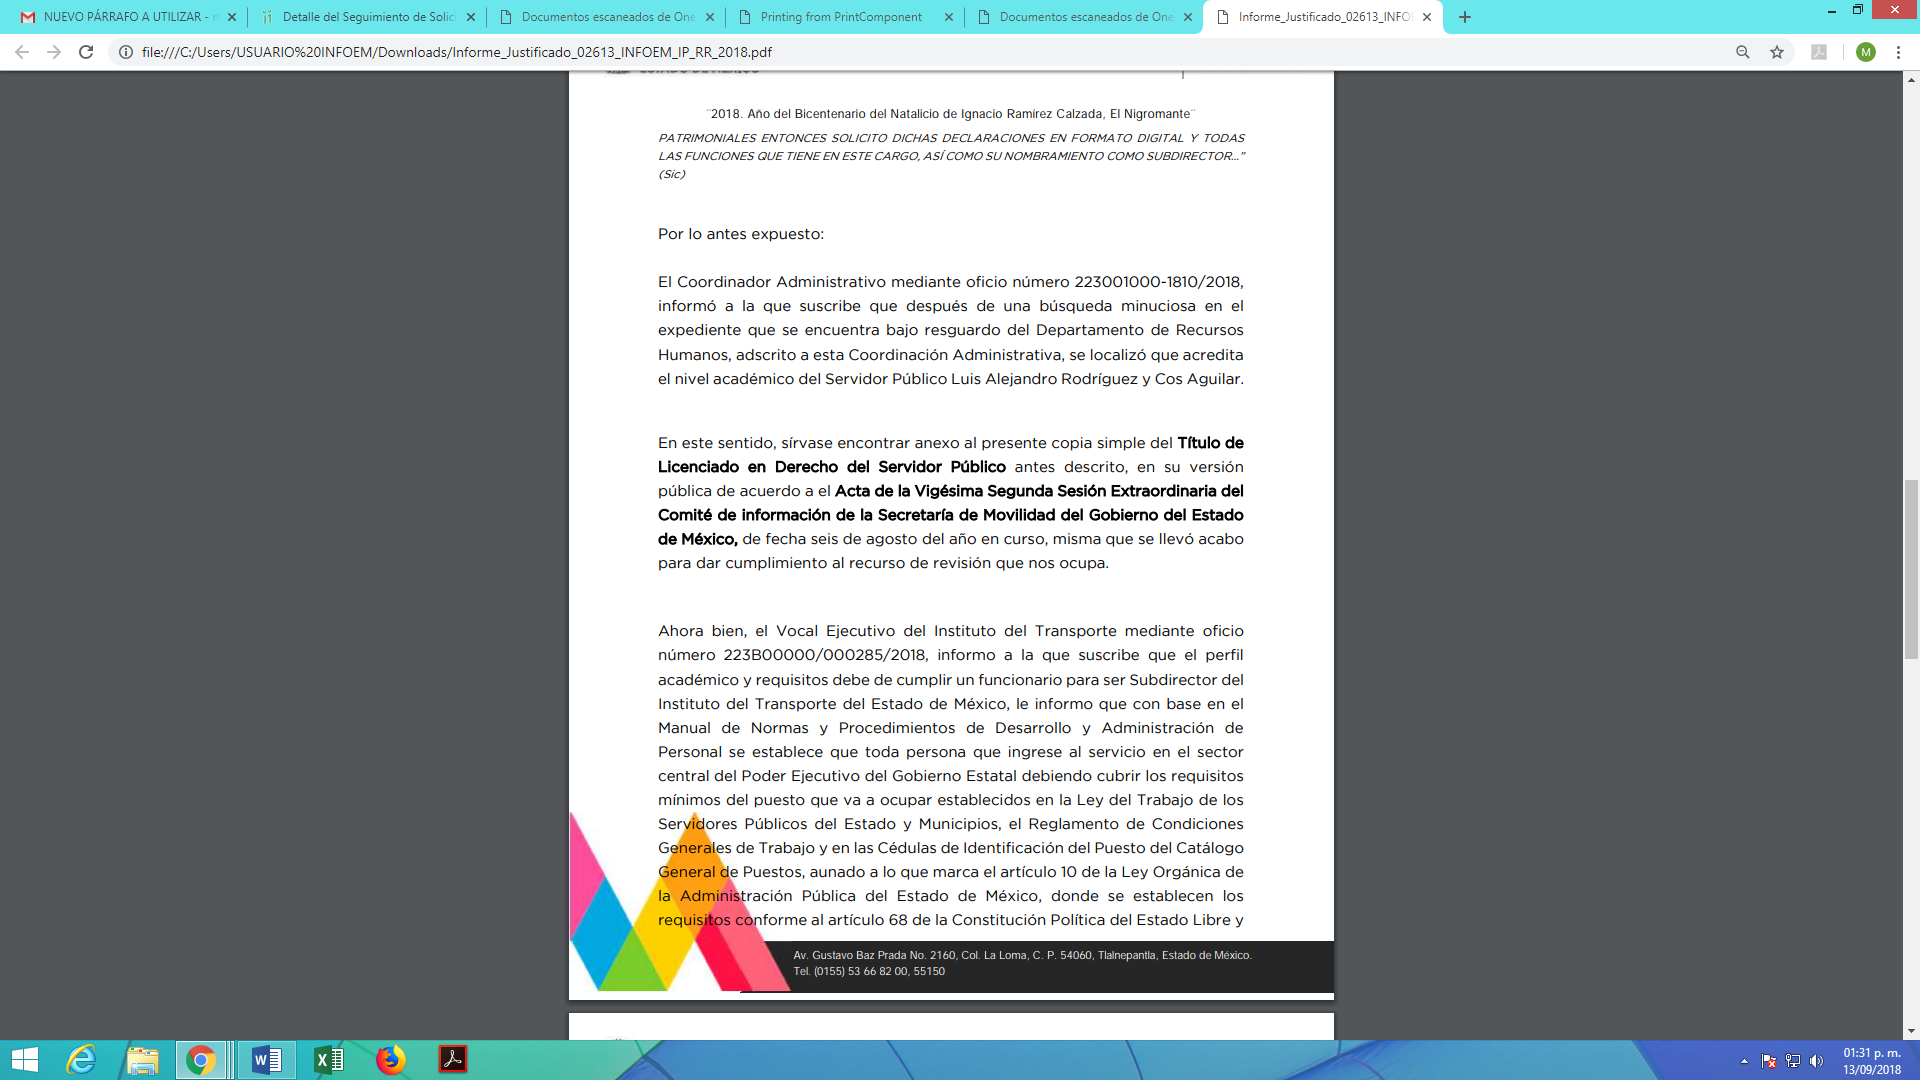 NUEVO PÁRRAFO A UTILIZAR -
Detalle del Seguimiento de Solici
Documentos escaneados de One
Printing from PrintComponent
Documentos escaneados de One
Informe_Justificado_02613_INFO
file:///C:/Users/USUARIO%20INFOEM/Downloads/Informe_Justificado_02613_INFOEM_IP_RR_2018.pdf
M
¨2018. Año del Bicentenario del Natalicio de Ignacio Ramírez Calzada, El Nigromante¨
PATRIMONIALES ENTONCES SOLICITO DICHAS DECLARACIONES EN FORMATO DIGITAL Y TODAS
LAS FUNCIONES QUE TIENE EN ESTE CARGO, ASÍ COMO SU NOMBRAMIENTO COMO SUBDIRECTOR…"
(Sic)
Por lo antes expuesto:
El Coordinador Administrativo mediante oficio número 223001000-1810/2018,
informó a la que suscribe que después de una búsqueda minuciosa en el
expediente que se encuentra bajo resguardo del Departamento de Recursos
Humanos, adscrito a esta Coordinación Administrativa, se localizó que acredita
el nivel académico del Servidor Público Luis Alejandro Rodríguez y Cos Aguilar.
En este sentido, sírvase encontrar anexo al presente copia simple del Título de
Licenciado en Derecho del Servidor Público antes descrito, en su versión
pública de acuerdo a el Acta de la Vigésima Segunda Sesión Extraordinaria del
Comité de información de la Secretaría de Movilidad del Gobierno del Estado
de México, de fecha seis de agosto del año en curso, misma que se llevó acabo
para dar cumplimiento al recurso de revisión que nos ocupa.
Ahora bien, el Vocal Ejecutivo del Instituto del Transporte mediante oficio
número 223B00000/000285/2018, informo a la que suscribe que el perfil
académico y requisitos debe de cumplir un funcionario para ser Subdirector del
Instituto del Transporte del Estado de México, le informo que con base en el
Manual de Normas y Procedimientos de Desarrollo y Administración de
Personal se establece que toda persona que ingrese al servicio en el sector
central del Poder Ejecutivo del Gobierno Estatal debiendo cubrir los requisitos
mínimos del puesto que va a ocupar establecidos en la Ley del Trabajo de los
Servidores Públicos del Estado y Municipios, el Reglamento de Condiciones
Generales de Trabajo y en las Cédulas de Identificación del Puesto del Catálogo
General de Puestos, aunado a lo que marca el artículo 10 de la Ley Orgánica de
la Administración Pública del Estado de México, donde se establecen los
requisitos conforme al artículo 68 de la Constitución Política del Estado Libre y
Av. Gustavo Baz Prada No. 2160, Col. La Loma, C. P. 54060, Tlalnepantla, Estado de México.
Tel. (0155) 53 66 82 00, 55150
01:31 p. m.
13/09/2018